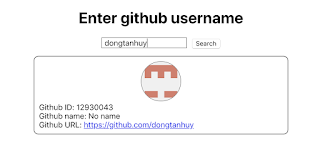 Enter github username
dongtanhuy
Search
Github ID: 12930043
Github name: No name
Github URL: https://github.com/dongtanhuy